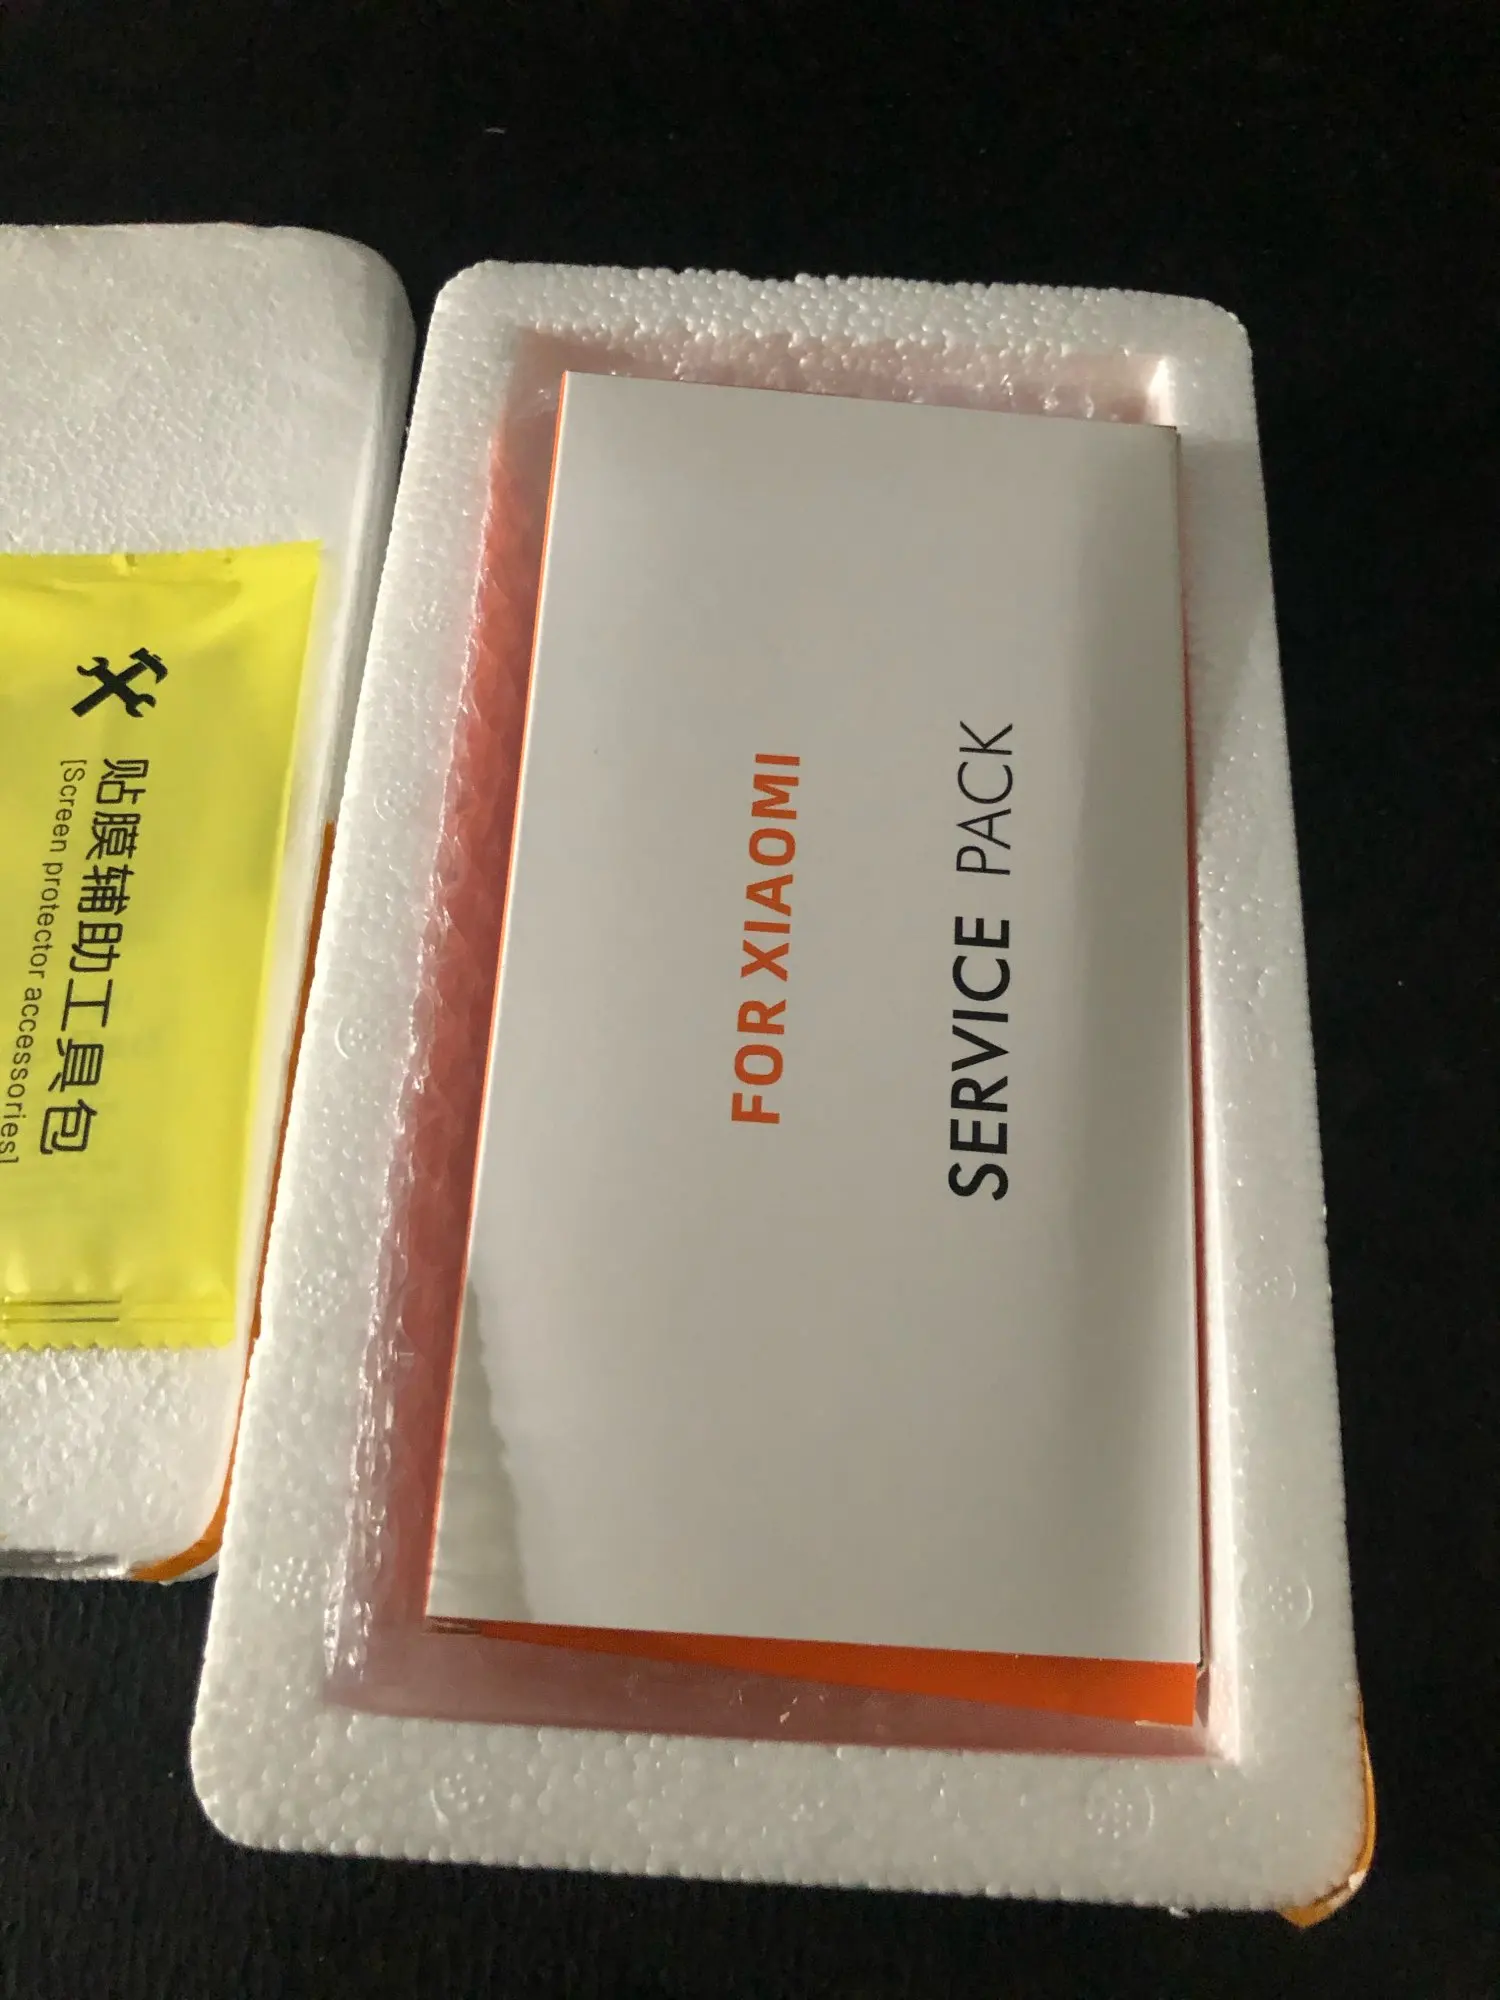 贴膜辅助工具包
[Screen protector accessories]
FOR XIAOMI
SERVICE PACK